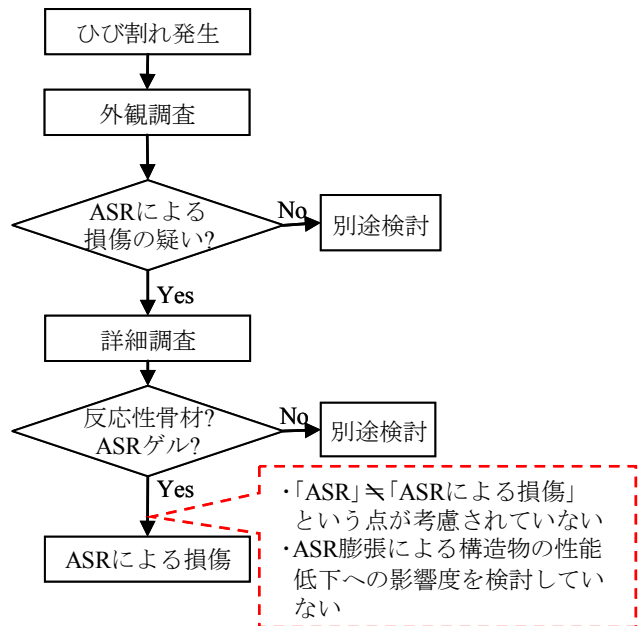 ひび割れ発生
外観調査
ASRによる
損傷の疑い?
No
別途検討
Yes
詳細調査
反応性骨材?
ASRゲル?
No
別途検討
Yes
・「ASR」≒「ASRによる損傷」
という点が考慮されていない
・ASR膨張による構造物の性能
低下への影響度を検討してい
ない
ASRによる損傷